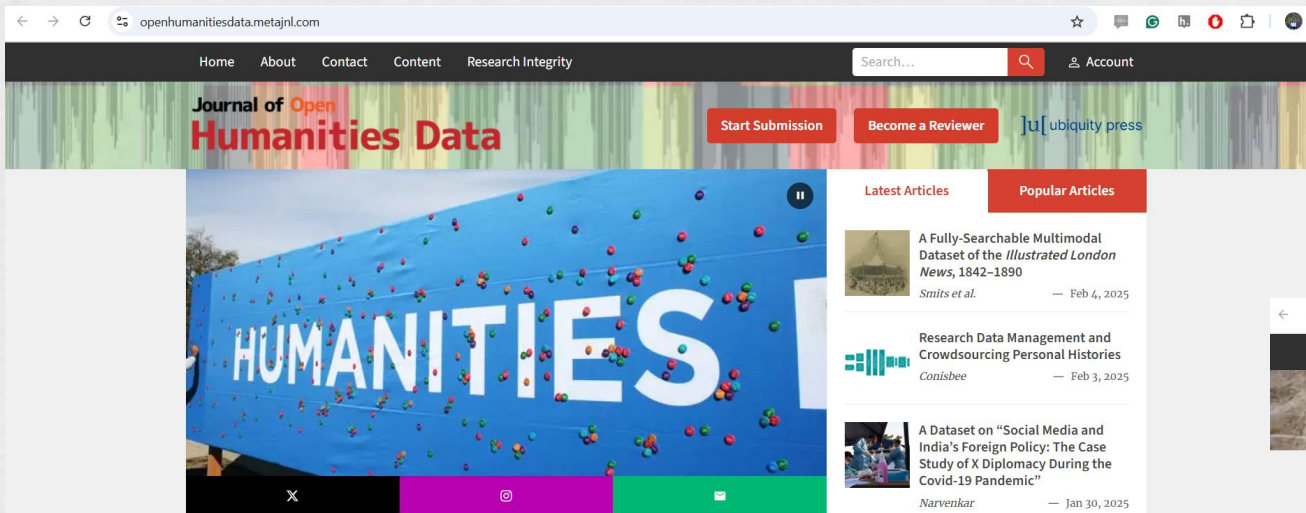 openhumanitiesdata.metajnl.com
Home About Contact Content Research Integrity
Search...
Account
Journal of Open
Humanities Data
Start Submission
Become a Reviewer
]u[ ubiquity press
HUMANITIES
Latest Articles
Popular Articles
A Fully-Searchable Multimodal
Dataset of the Illustrated London
News, 1842–1890
Smits et al. — Feb 4, 2025
Research Data Management and
Crowdsourcing Personal Histories
Conisbee — Feb 3, 2025
A Dataset on “Social Media and
India’s Foreign Policy: The Case
Study of X Diplomacy During the
Covid-19 Pandemic”
Narvenkar — Jan 30, 2025